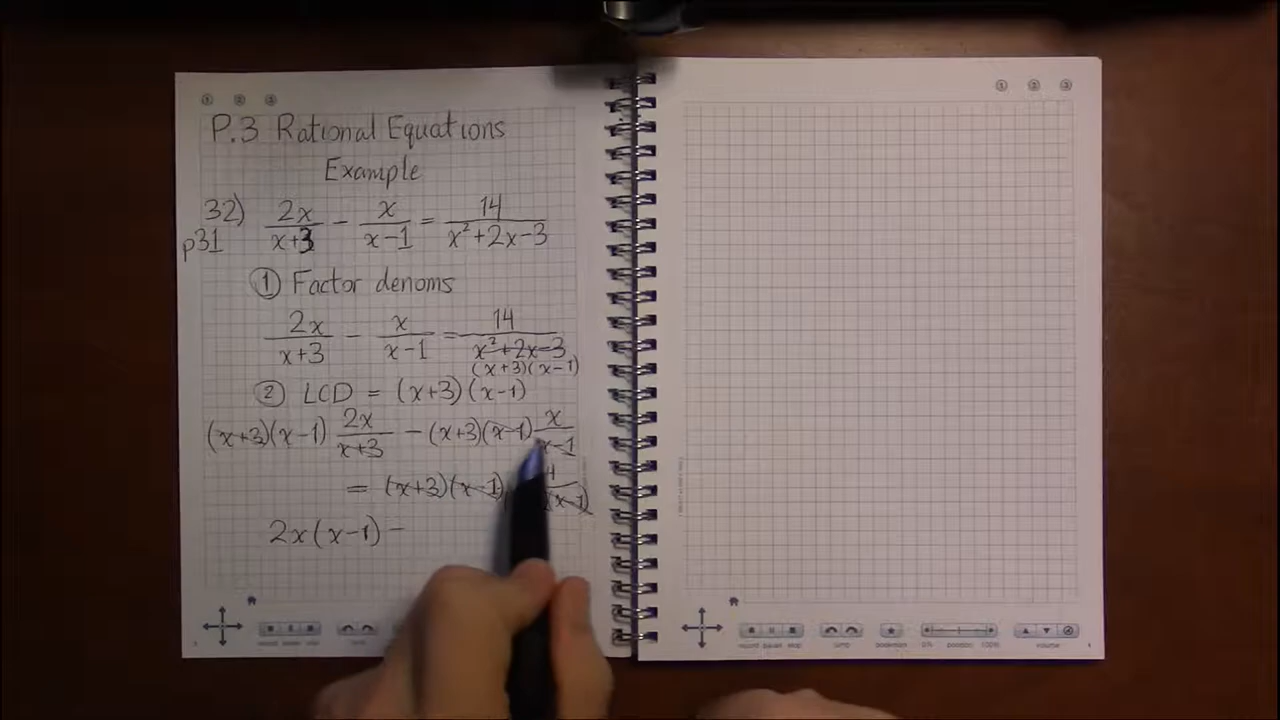 P.3 Rational Equations
Example
32) 2x/x+3 - x/x-1 = 14/x²+2x-3
p31
① Factor denoms
2x/x+3 - x/x-1 = 14/x²+2x-3
(x+3)(x-1)
② LCD = (x+3)(x-1)
(x+3)(x-1) 2x/x+3 - (x+3)(x-1) x/x-1
= (x+3)(x-1) (x-1)
2x(x-1) -